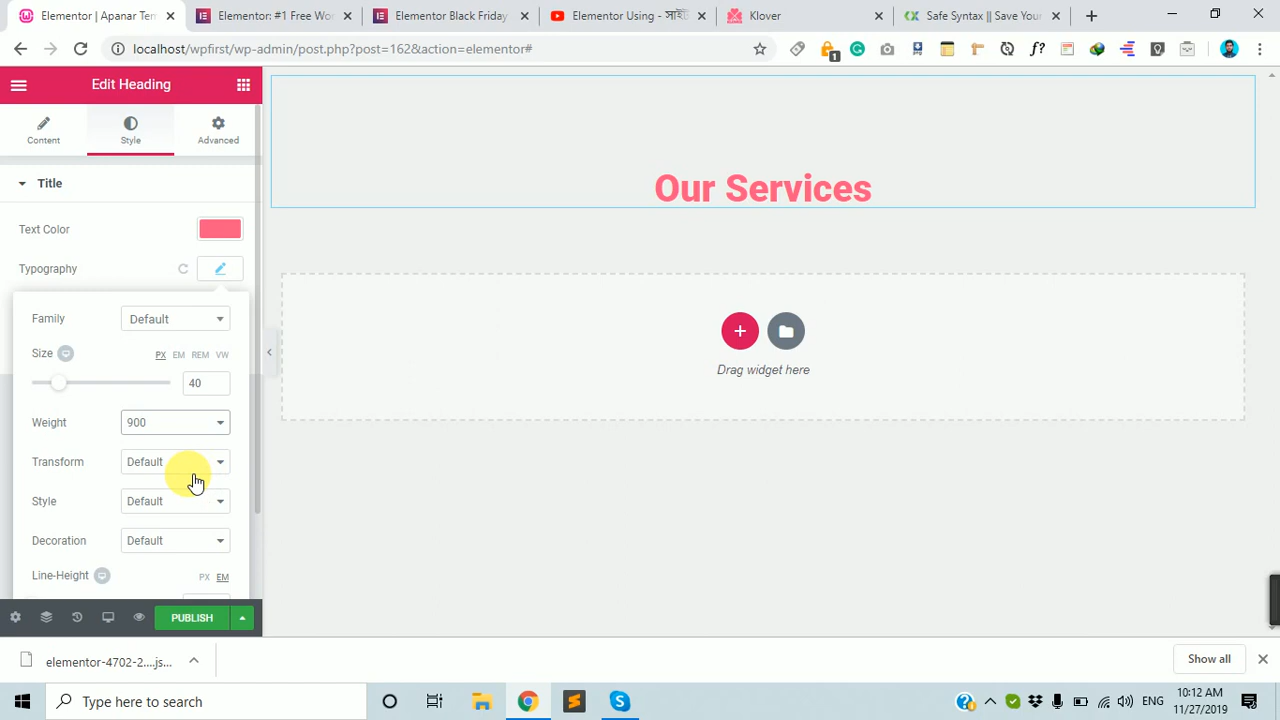 Elementor | Apanar Ter
Elementor: #1 Free Wo
Elementor Black Friday
Elementor Using - সাহি
Klover
Safe Syntax || Save Your
localhost/wpfirst/wp-admin/post.php?post=162&action=elementor#
1
Edit Heading
Content
Style
Advanced
Title
Text Color
Typography
Family
Default
Size
PX EM REM VW
40
Weight
900
Transform
Default
Style
Default
Decoration
Default
Line-Height
PX EM
PUBLISH
Our Services
Drag widget here
elementor-4702-2....js...
Show all
Type here to search
ENG
10:12 AM
11/27/2019